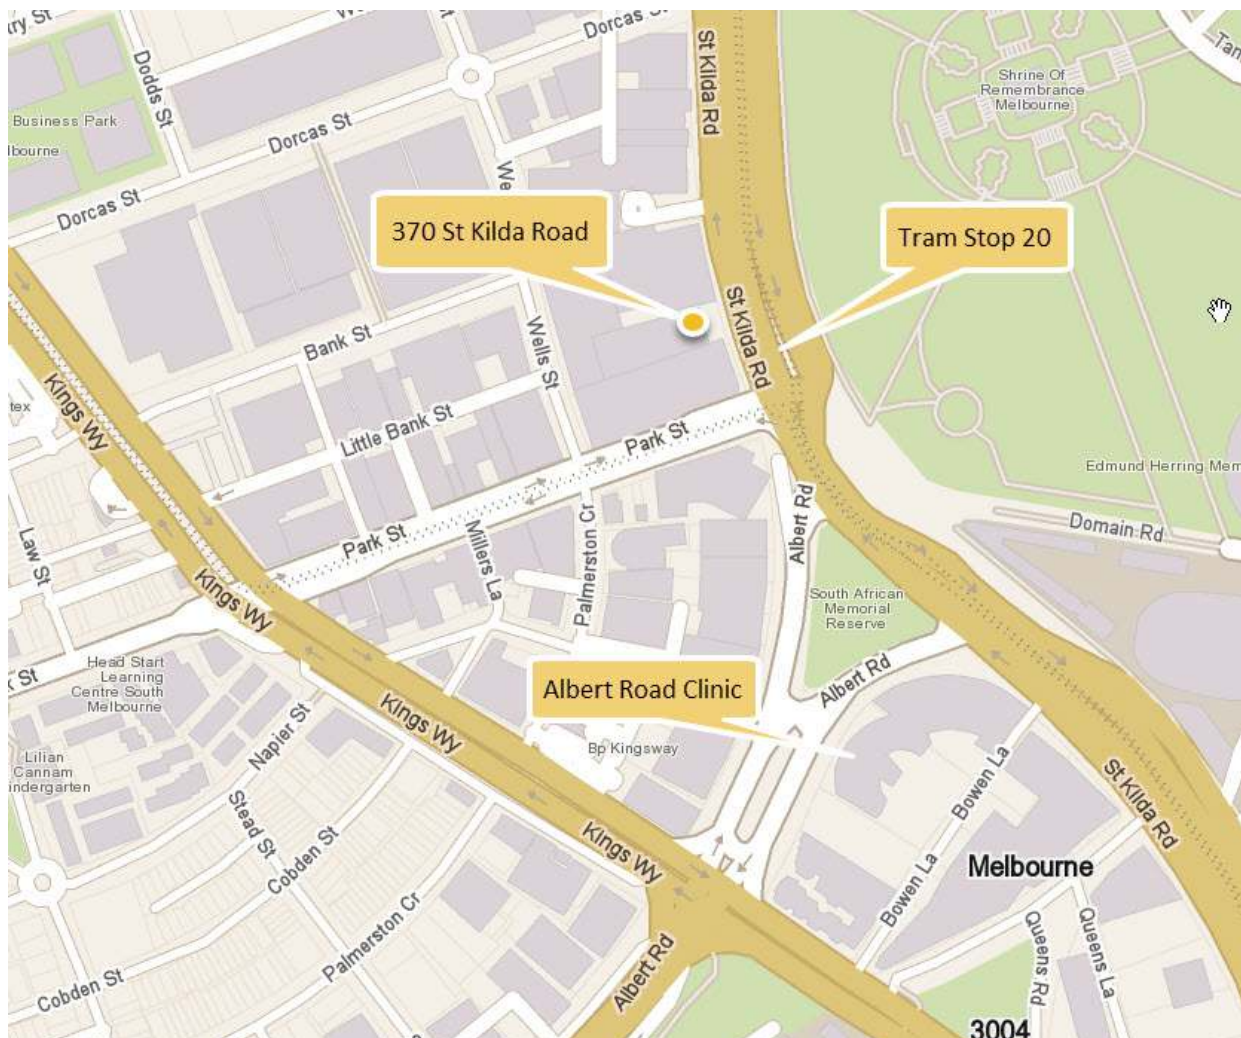 Dodds St
Dorcas St
St Kilda Rd
Shrine Of
Remembrance
Melbourne
Business Park
Dorcas St
Dorcas St
370 St Kilda Road
Tram Stop 20
St Kilda Rd
Bank St
Wells St
Kings Wy
Little Bank St
Park St
Edmund Herring Mem
Albert Rd
Domain Rd
Law St
Park St
Millers La
Palmerston Cr
Kings Wy
South African
Memorial
Reserve
Head Start
Learning
Centre South
Melbourne
Albert Road Clinic
Albert Rd
Napier St
Kings Wy
Bp Kingsway
Lilian
Cannam
St Kilda Rd
Bowen La
Stead St
Cobden St
Kings Wy
Melbourne
Bowen La
Palmerston Cr
Queens Rd
Queens La
Albert Rd
Cobden St
3004